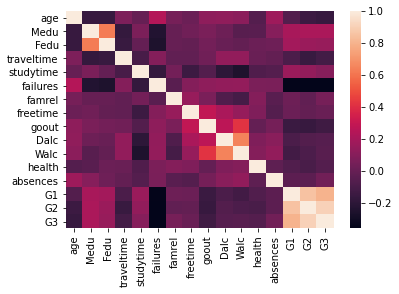 age
Medu
Fedu
traveltime
studytime
failures
famrel
freetime
goout
Dalc
Walc
health
absences
G1
G2
G3
age
Medu
Fedu
traveltime
studytime
failures
famrel
freetime
goout
Dalc
Walc
health
absences
G1
G2
G3
1.0
0.8
0.6
0.4
0.2
0.0
−0.2